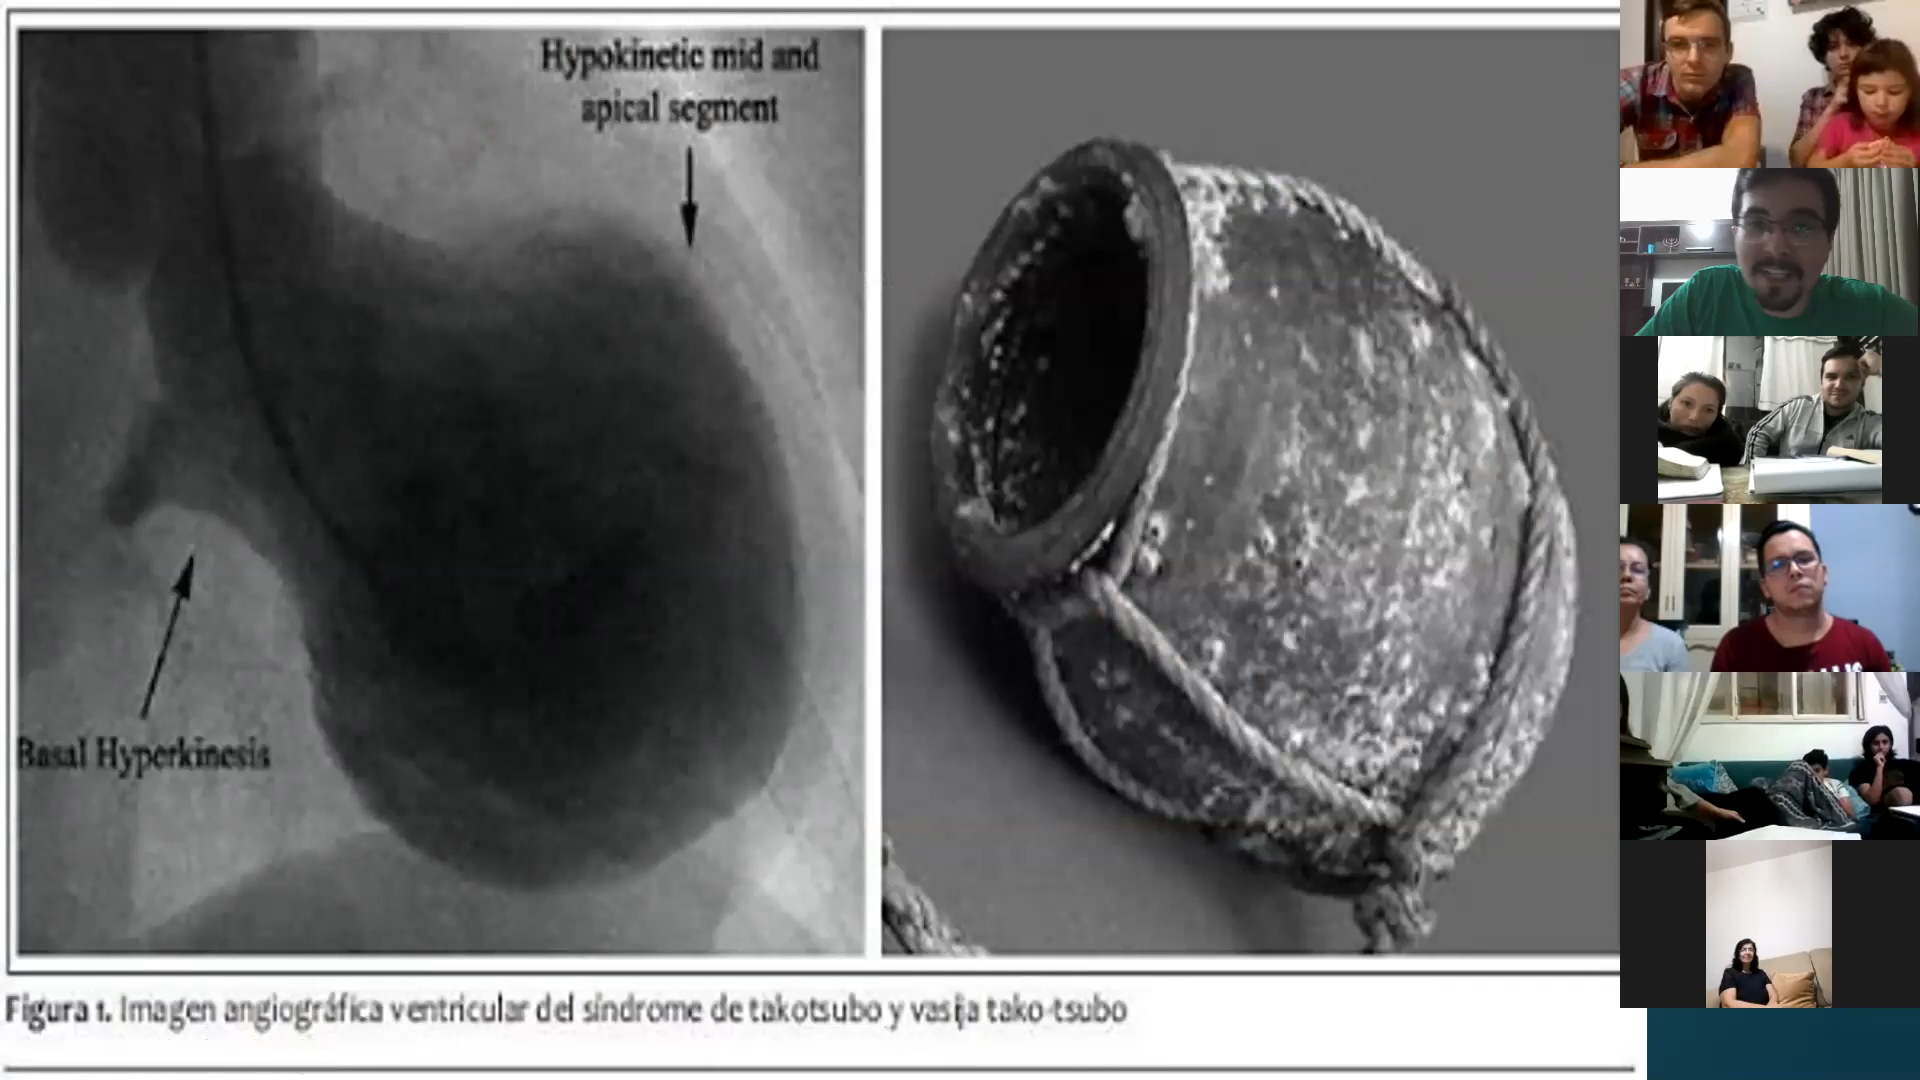 Hypokinetic mid and
apical segment
Basal Hyperkinesis
Figura 1. Imagen angiográfica ventricular del síndrome de takotsubo y vasija tako-tsubo